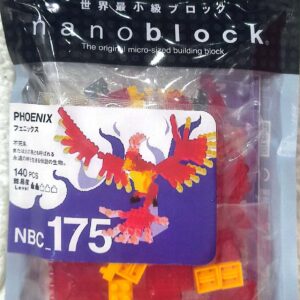 世界最小級ブロック
nanoblock®
The original micro-sized building block.
PHOENIX
フェニックス
140 PCS
Level
NBC_175